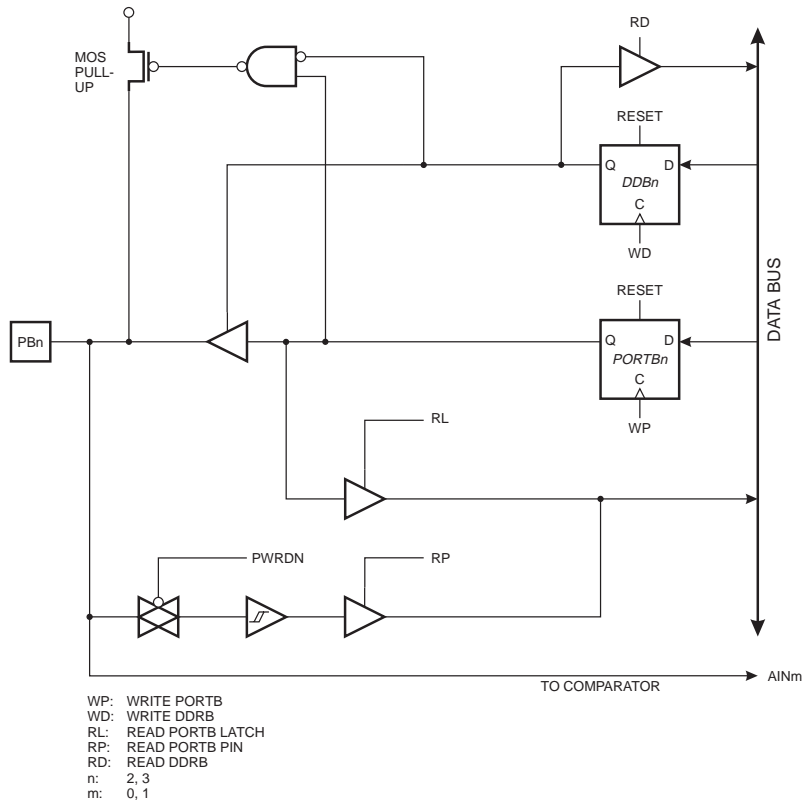 RD
MOS
PULL-
UP
RESET
Q
D
DDBn
C
WD
DATA BUS
RESET
PBn
Q
D
PORTBn
C
WP
RL
PWRDN
RP
TO COMPARATOR
AINm
WP: WRITE PORTB
WD: WRITE DDRB
RL: READ PORTB LATCH
RP: READ PORTB PIN
RD: READ DDRB
n: 2, 3
m: 0, 1